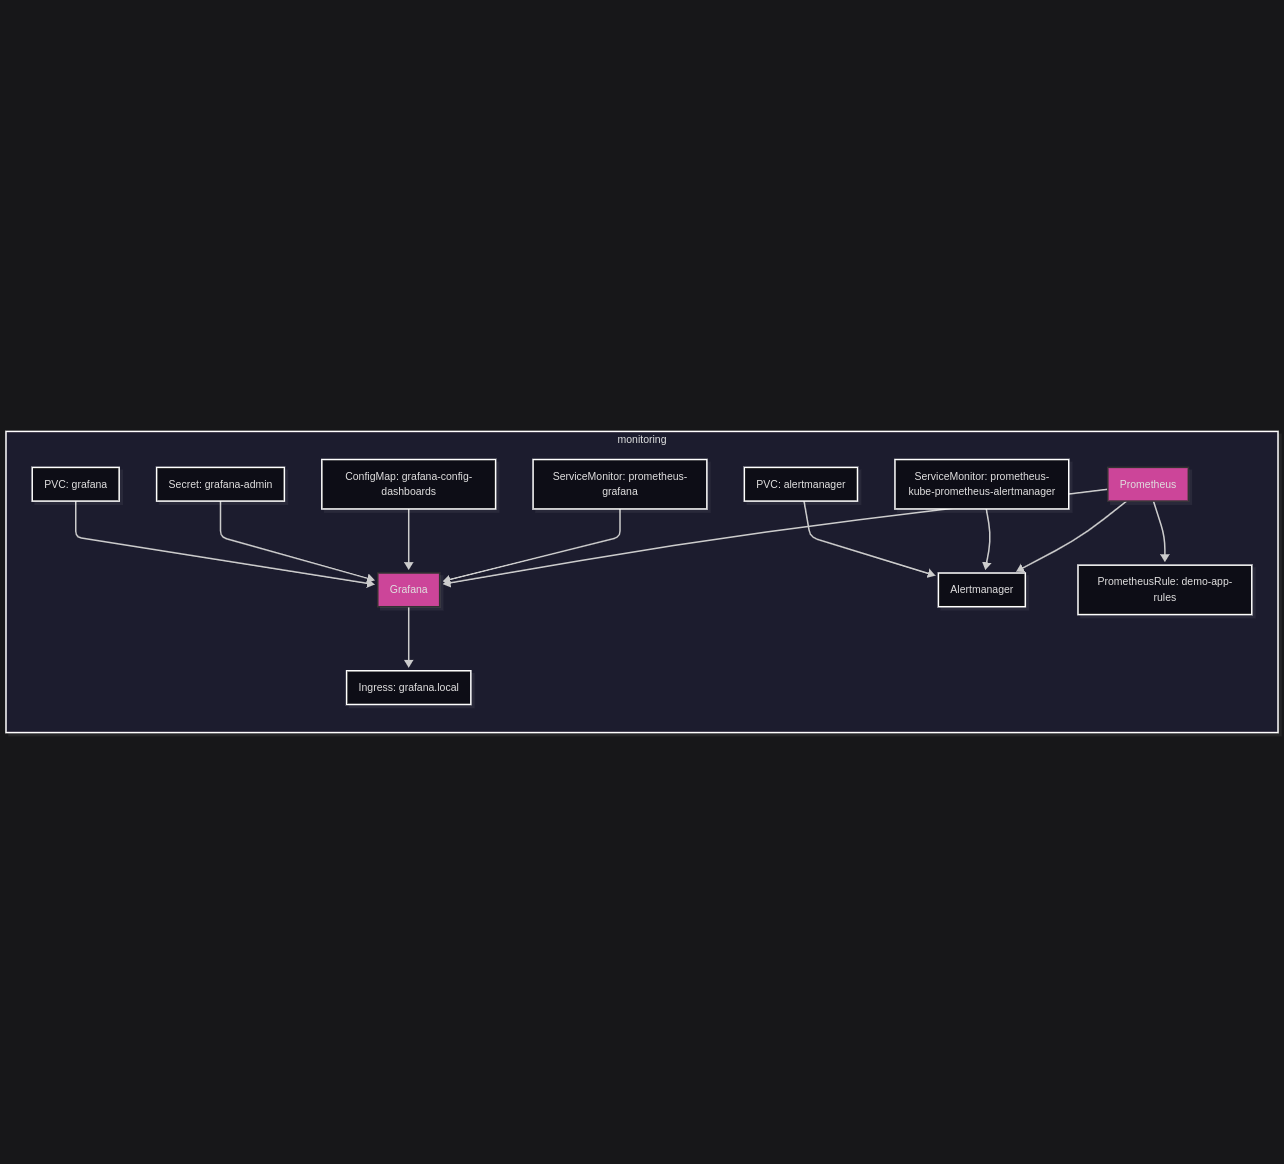 monitoring
PVC: grafana
Secret: grafana-admin
ConfigMap: grafana-config-
dashboards
ServiceMonitor: prometheus-
grafana
PVC: alertmanager
ServiceMonitor: prometheus-
kube-prometheus-alertmanager
Prometheus
Grafana
Alertmanager
PrometheusRule: demo-app-
rules
Ingress: grafana.local